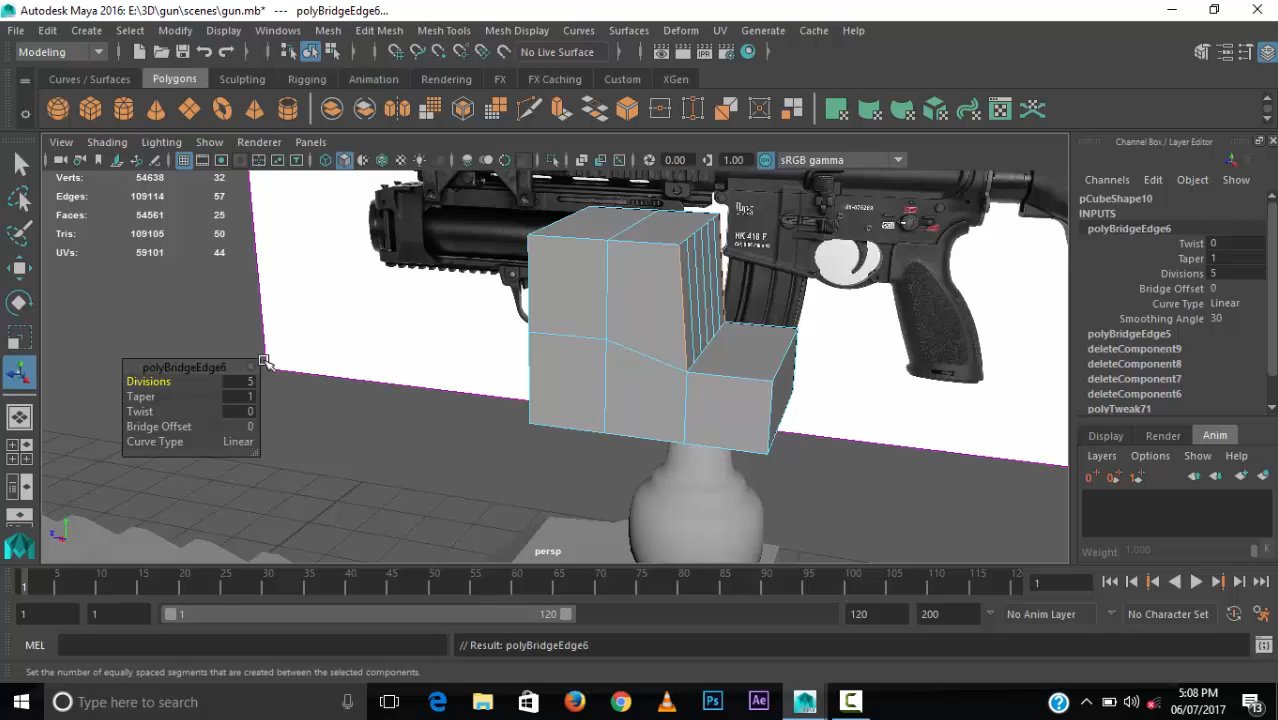 Autodesk Maya 2016: E:\3D\gun\scenes\gun.mb* --- polyBridgeEdge6...
File Edit Create Select Modify Display Windows Mesh Edit Mesh Mesh Tools Mesh Display Curves Surfaces Deform UV Generate Cache Help
Modeling No Live Surface
Curves / Surfaces Polygons Sculpting Rigging Animation Rendering FX FX Caching Custom XGen
View Shading Lighting Show Renderer Panels
0.00 1.00 sRGB gamma
Verts: 54638 32
Edges: 109114 57
Faces: 54561 25
Tris: 109105 50
UVs: 59101 44
HK 416 F
polyBridgeEdge6
Divisions 5
Taper 1
Twist 0
Bridge Offset 0
Curve Type Linear
persp
Channel Box / Layer Editor
Channels Edit Object Show
pCubeShape10
INPUTS
polyBridgeEdge6
Twist 0
Taper 1
Divisions 5
Bridge Offset 0
Curve Type Linear
Smoothing Angle 30
polyBridgeEdge5
deleteComponent9
deleteComponent8
deleteComponent7
deleteComponent6
polyTweak71
Display Render Anim
Layers Options Show Help
Weight 1.000
5 10 15 20 25 30 35 40 45 50 55 60 65 70 75 80 85 90 95 100 105 110 115 12
1 1
1 1 1 120 120 200 No Anim Layer No Character Set
MEL // Result: polyBridgeEdge6
Set the number of equally spaced segments that are created between the selected components.
Type here to search
5:08 PM
06/07/2017
13